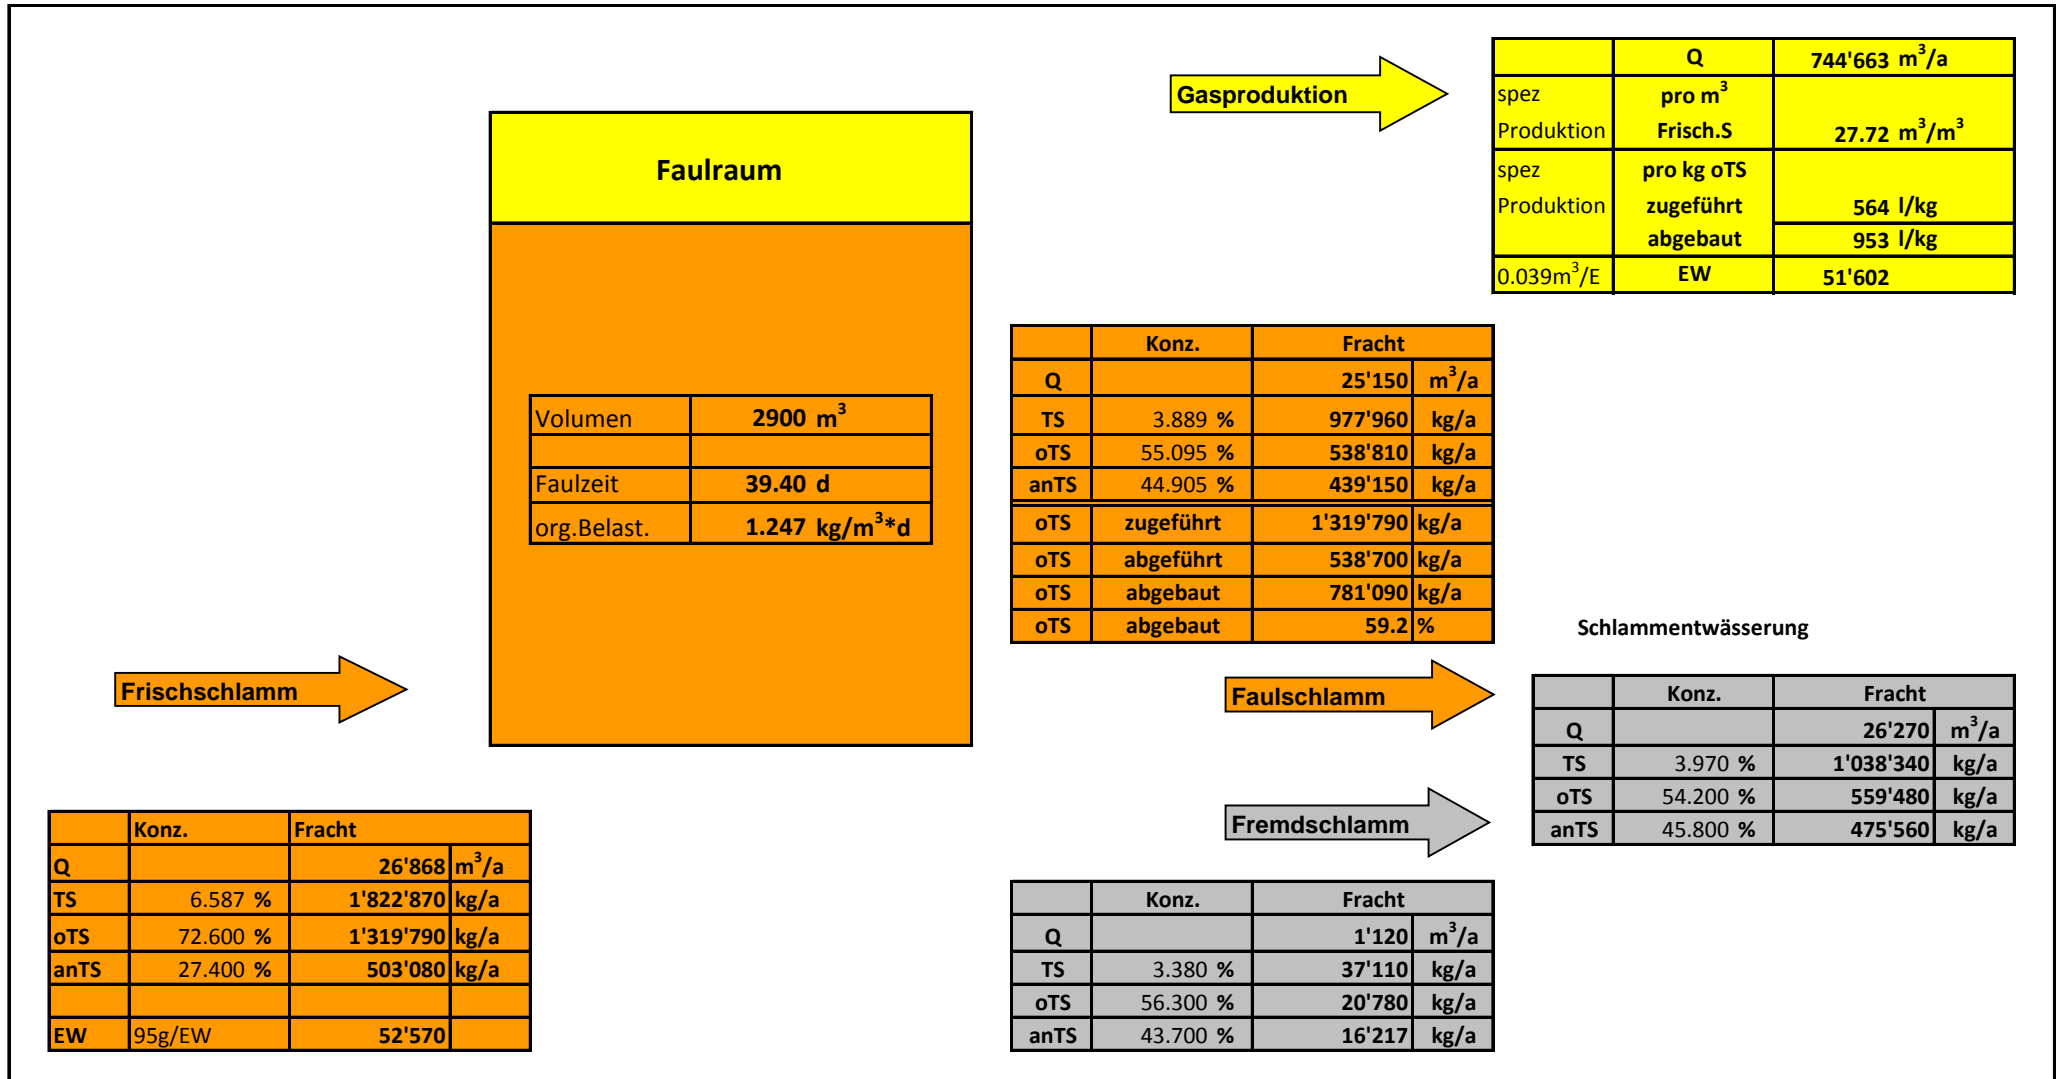 Gasproduktion
Q 744'663 m³/a
spez pro m³
Produktion Frisch.S 27.72 m³/m³
spez pro kg oTS
Produktion zugeführt 564 l/kg
abgebaut 953 l/kg
0.039m³/E EW 51'602
Faulraum
Volumen 2900 m³
Faulzeit 39.40 d
org.Belast. 1.247 kg/m³*d
Konz. Fracht
Q 25'150 m³/a
TS 3.889 % 977'960 kg/a
oTS 55.095 % 538'810 kg/a
anTS 44.905 % 439'150 kg/a
oTS zugeführt 1'319'790 kg/a
oTS abgeführt 538'700 kg/a
oTS abgebaut 781'090 kg/a
oTS abgebaut 59.2 %
Schlammentwässerung
Frischschlamm
Faulschlamm
Konz. Fracht
Q 26'270 m³/a
TS 3.970 % 1'038'340 kg/a
oTS 54.200 % 559'480 kg/a
anTS 45.800 % 475'560 kg/a
Fremdschlamm
Konz. Fracht
Q 26'868 m³/a
TS 6.587 % 1'822'870 kg/a
oTS 72.600 % 1'319'790 kg/a
anTS 27.400 % 503'080 kg/a
EW 95g/EW 52'570
Konz. Fracht
Q 1'120 m³/a
TS 3.380 % 37'110 kg/a
oTS 56.300 % 20'780 kg/a
anTS 43.700 % 16'217 kg/a